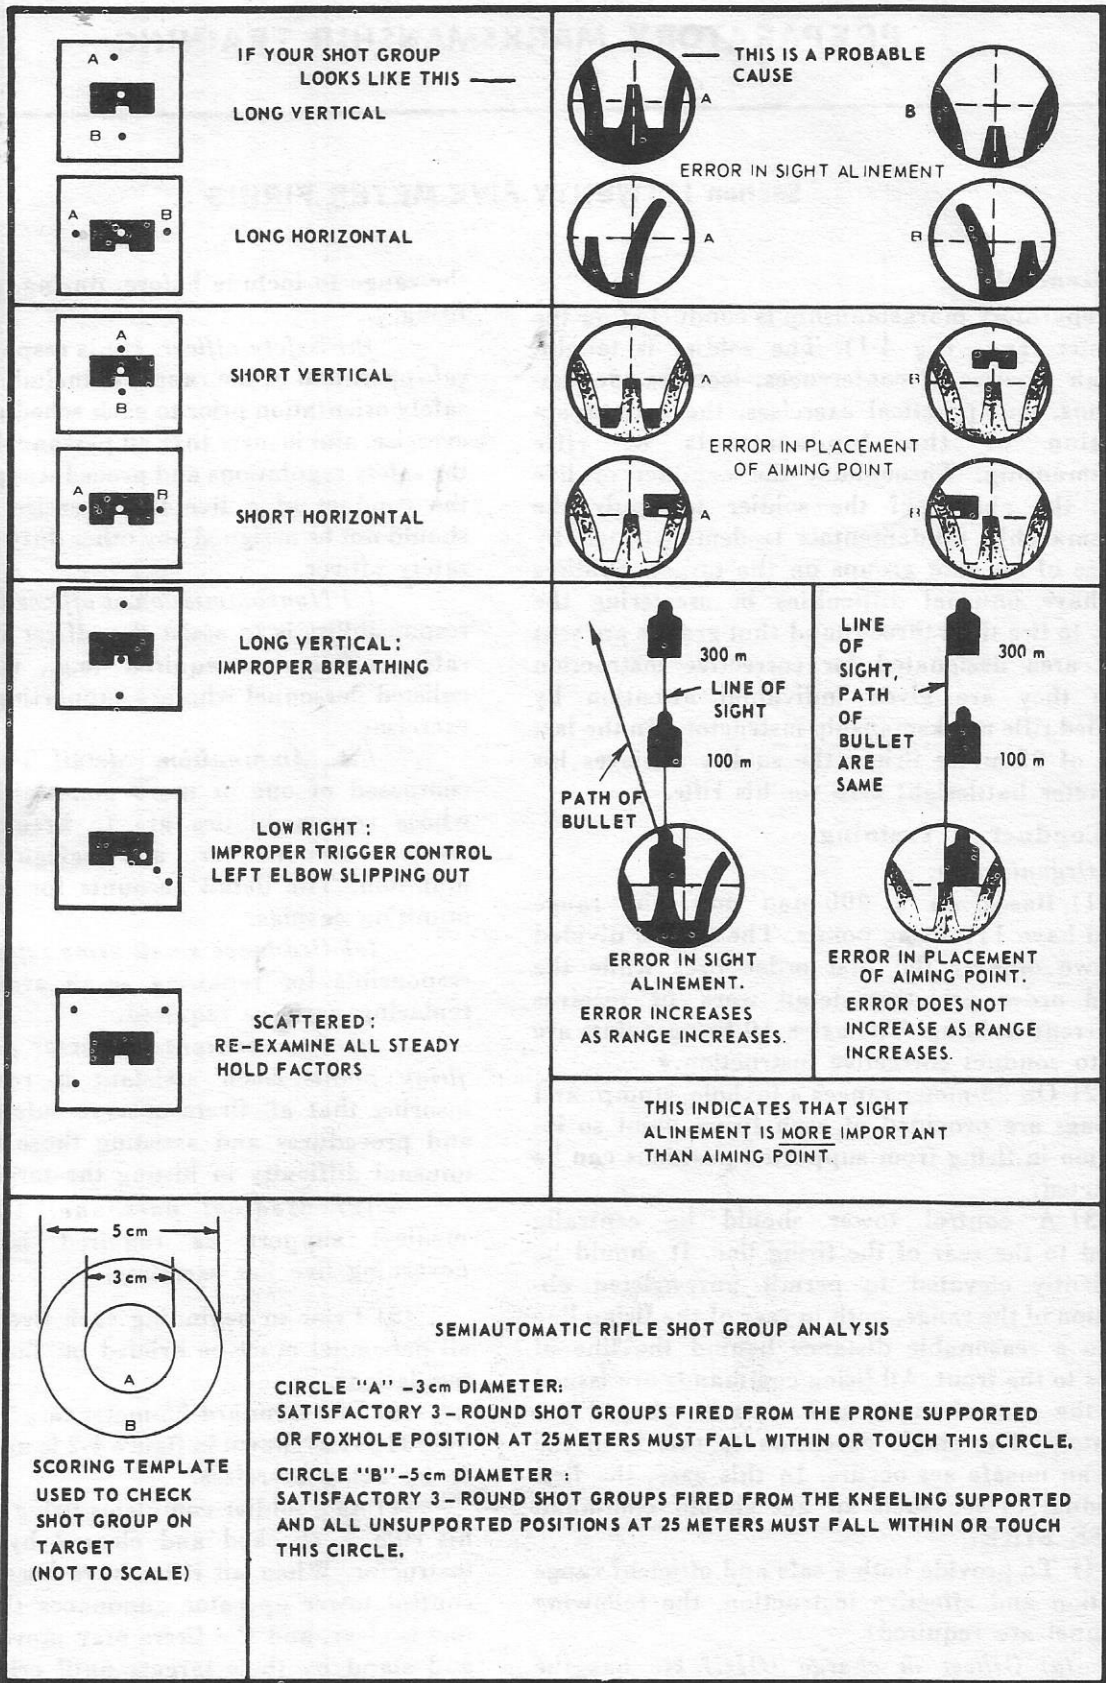 A
B
IF YOUR SHOT GROUP
LOOKS LIKE THIS
LONG VERTICAL
THIS IS A PROBABLE
CAUSE
A
B
ERROR IN SIGHT ALINEMENT
A
B
LONG HORIZONTAL
A
B
A
B
SHORT VERTICAL
A
B
ERROR IN PLACEMENT
OF AIMING POINT
A
B
SHORT HORIZONTAL
A
B
LONG VERTICAL:
IMPROPER BREATHING
LOW RIGHT :
IMPROPER TRIGGER CONTROL
LEFT ELBOW SLIPPING OUT
SCATTERED:
RE-EXAMINE ALL STEADY
HOLD FACTORS
300 m
LINE OF
SIGHT
100 m
PATH OF
BULLET
ERROR IN SIGHT
ALINEMENT.
ERROR INCREASES
AS RANGE INCREASES.
LINE
OF
SIGHT,
PATH
OF
BULLET
ARE
SAME
300 m
100 m
ERROR IN PLACEMENT
OF AIMING POINT.
ERROR DOES NOT
INCREASE AS RANGE
INCREASES.
THIS INDICATES THAT SIGHT
ALINEMENT IS MORE IMPORTANT
THAN AIMING POINT.
5 cm
3 cm
A
B
SCORING TEMPLATE
USED TO CHECK
SHOT GROUP ON
TARGET
(NOT TO SCALE)
SEMIAUTOMATIC RIFLE SHOT GROUP ANALYSIS
CIRCLE "A" -3cm DIAMETER:
SATISFACTORY 3-ROUND SHOT GROUPS FIRED FROM THE PRONE SUPPORTED
OR FOXHOLE POSITION AT 25METERS MUST FALL WITHIN OR TOUCH THIS CIRCLE.
CIRCLE "B"-5cm DIAMETER :
SATISFACTORY 3-ROUND SHOT GROUPS FIRED FROM THE KNEELING SUPPORTED
AND ALL UNSUPPORTED POSITIONS AT 25 METERS MUST FALL WITHIN OR TOUCH
THIS CIRCLE.